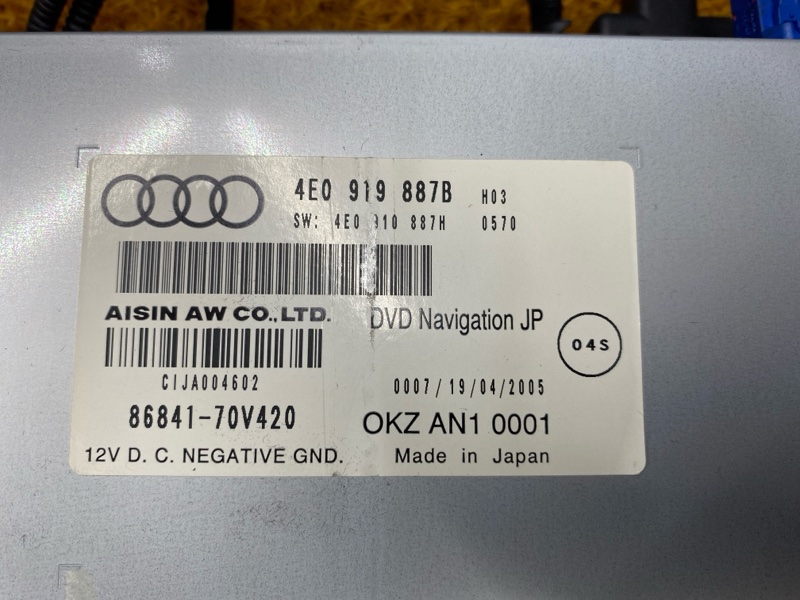 4E0 919 887B H03
SW: 4E0 910 887H 0570
AISIN AW CO.,LTD. DVD Navigation JP
04S
CIJA004602 0007/19/04/2005
86841-70V420 OKZ AN1 0001
12V D. C. NEGATIVE GND. Made in Japan